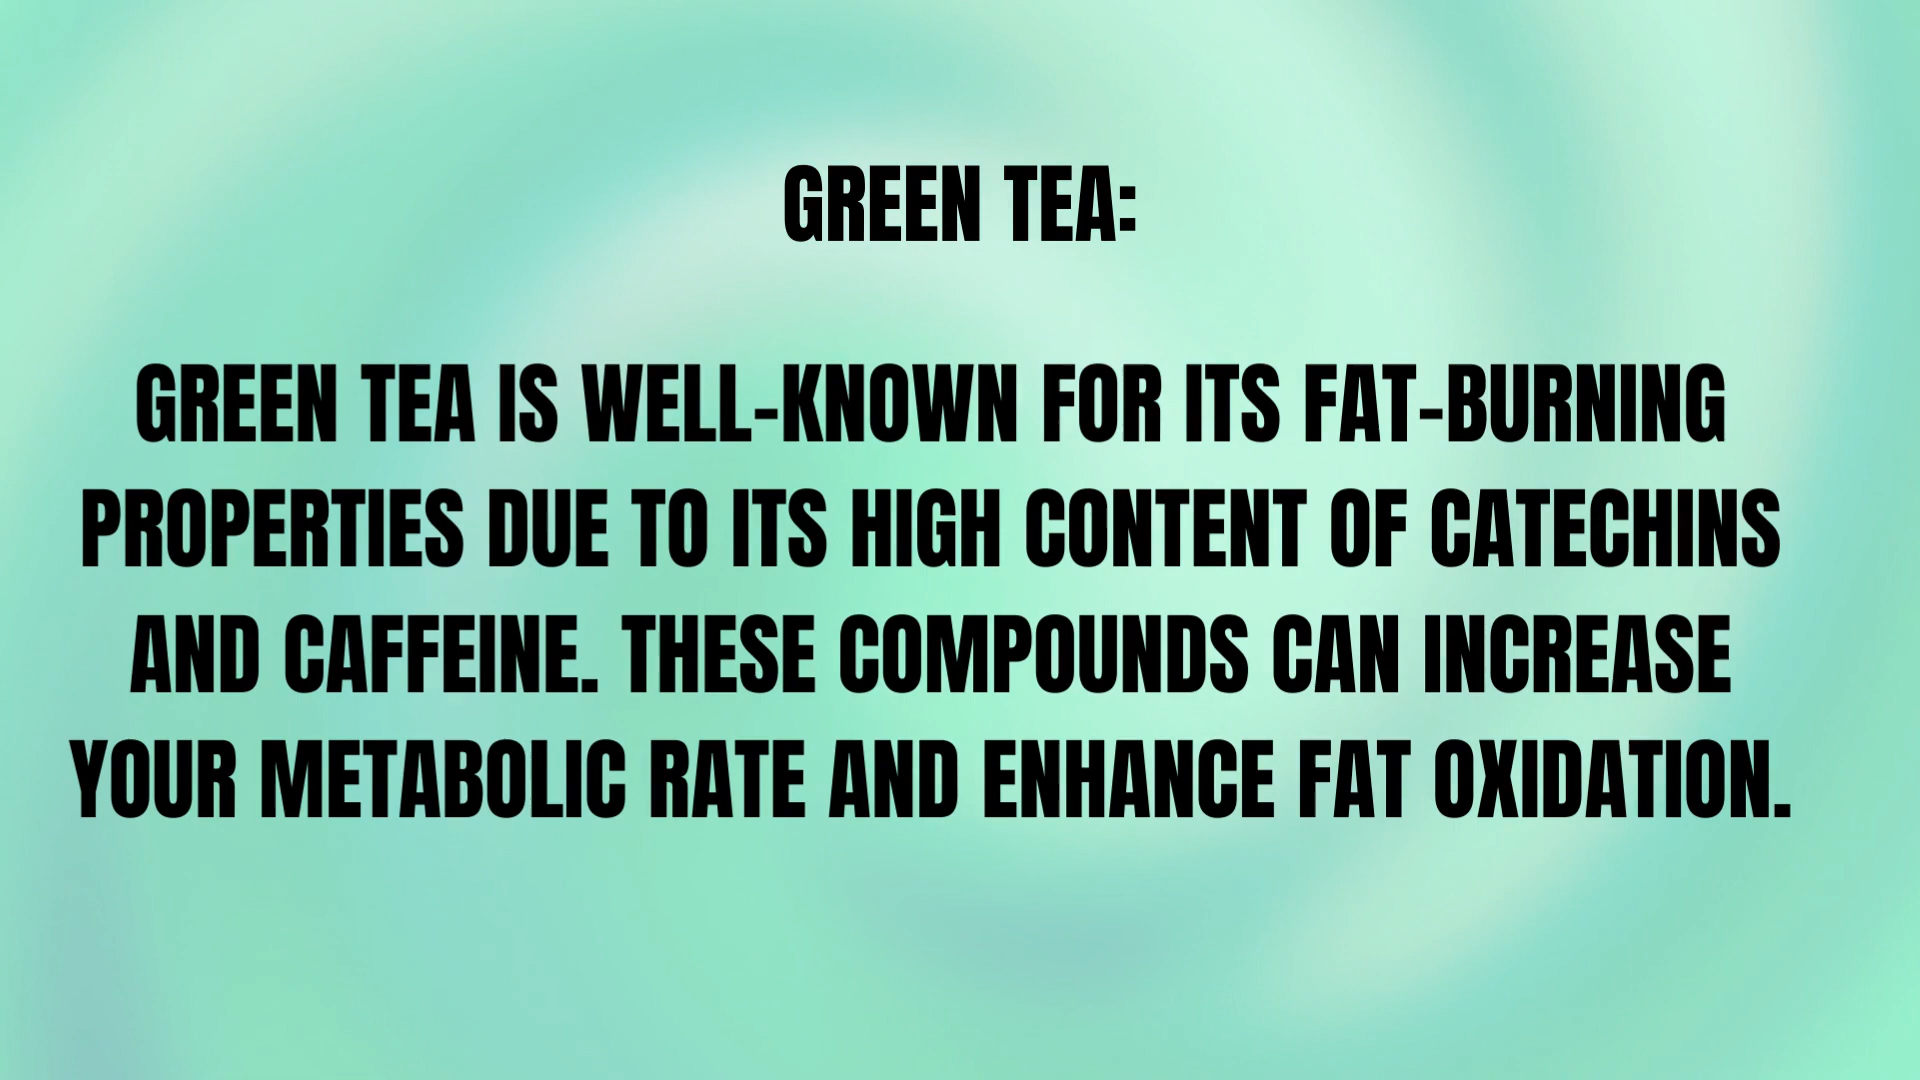 GREEN TEA:
GREEN TEA IS WELL-KNOWN FOR ITS FAT-BURNING
PROPERTIES DUE TO ITS HIGH CONTENT OF CATECHINS
AND CAFFEINE. THESE COMPOUNDS CAN INCREASE
YOUR METABOLIC RATE AND ENHANCE FAT OXIDATION.